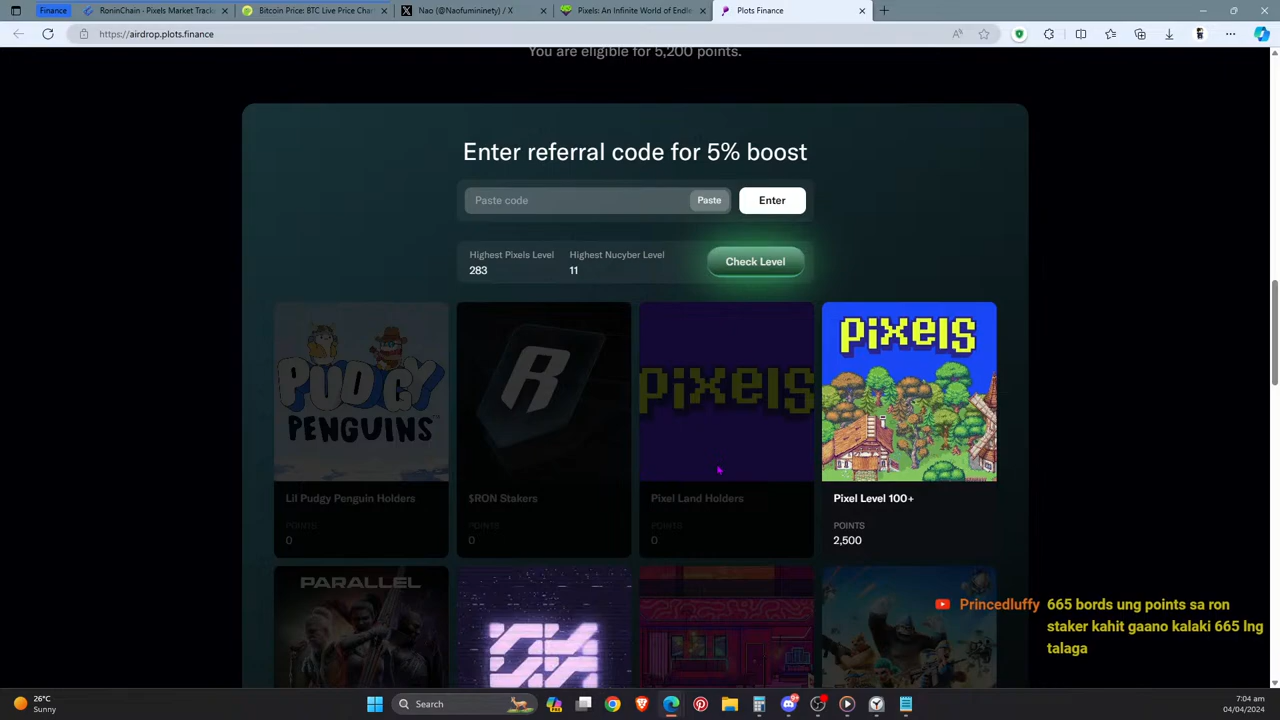 Finance
RoninChain - Pixels Market Track
Bitcoin Price: BTC Live Price Char
Nao (@Naofumininety) / X
Pixels: An Infinite World of Endle
Plots Finance
https://airdrop.plots.finance
You are eligible for 5,200 points.
Enter referral code for 5% boost
Paste code
Paste
Enter
Highest Pixels Level
Highest Nucyber Level
283
11
Check Level
PUDGY
PENGUINS
R
pixels
pixels
Lil Pudgy Penguin Holders
$RON Stakers
Pixel Land Holders
Pixel Level 100+
POINTS
POINTS
POINTS
POINTS
0
0
0
2,500
PARALLEL
Princedluffy 665 bords ung points sa ron
staker kahit gaano kalaki 665 lng
talaga
26°C
Sunny
Search
7:04 am
04/04/2024